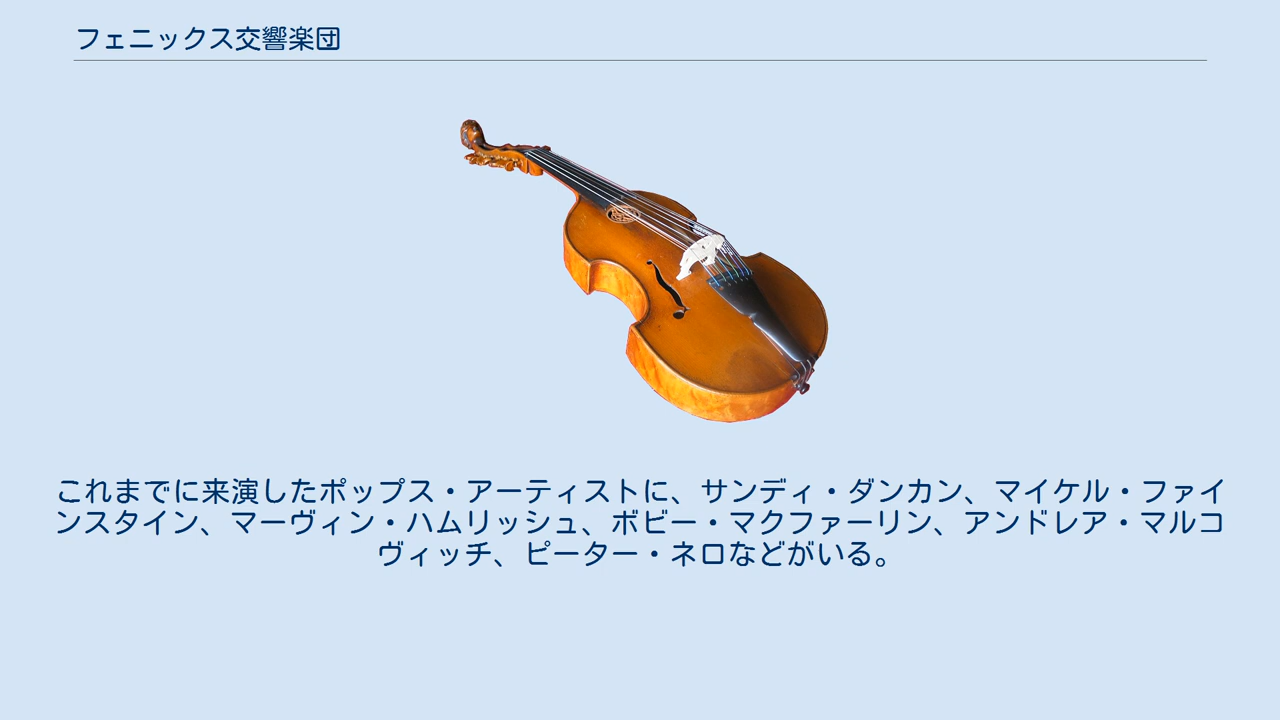 フェニックス交響楽団
これまでに来演したポップス・アーティストに、サンディ・ダンカン、マイケル・ファイ
ンスタイン、マーヴィン・ハムリッシュ、ボビー・マクファーリン、アンドレア・マルコ
ヴィッチ、ピーター・ネロなどがいる。